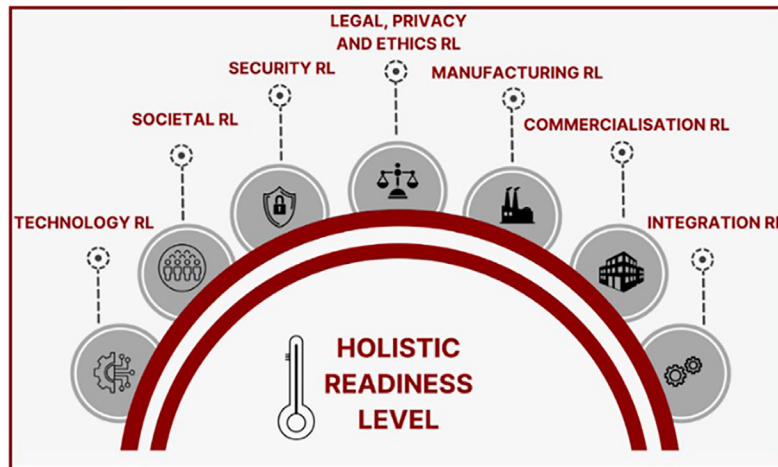 LEGAL, PRIVACY
AND ETHICS RL
SECURITY RL
MANUFACTURING RL
SOCIETAL RL
COMMERCIALISATION RL
TECHNOLOGY RL
INTEGRATION RL
HOLISTIC
READINESS
LEVEL